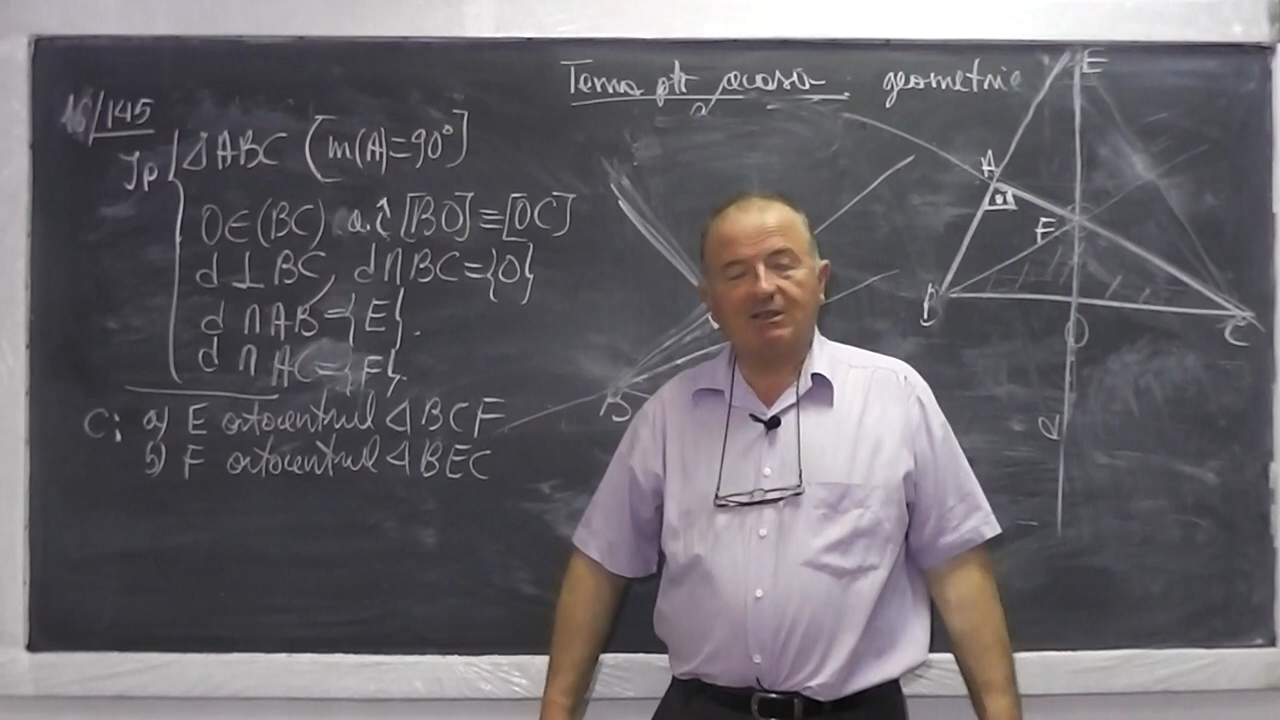 Tema ptr acasa. geometrie
16/145
Ip ΔABC [m(A)=90°]
O∈(BC) a.î [BO]≡[OC]
d⊥BC, d∩BC={O}
d∩AB={E}.
d∩AC={F}.
C: a) E ortocentrul ΔBCF
b) F ortocentrul ΔBEC
E
A
F
B
O
C
d
B